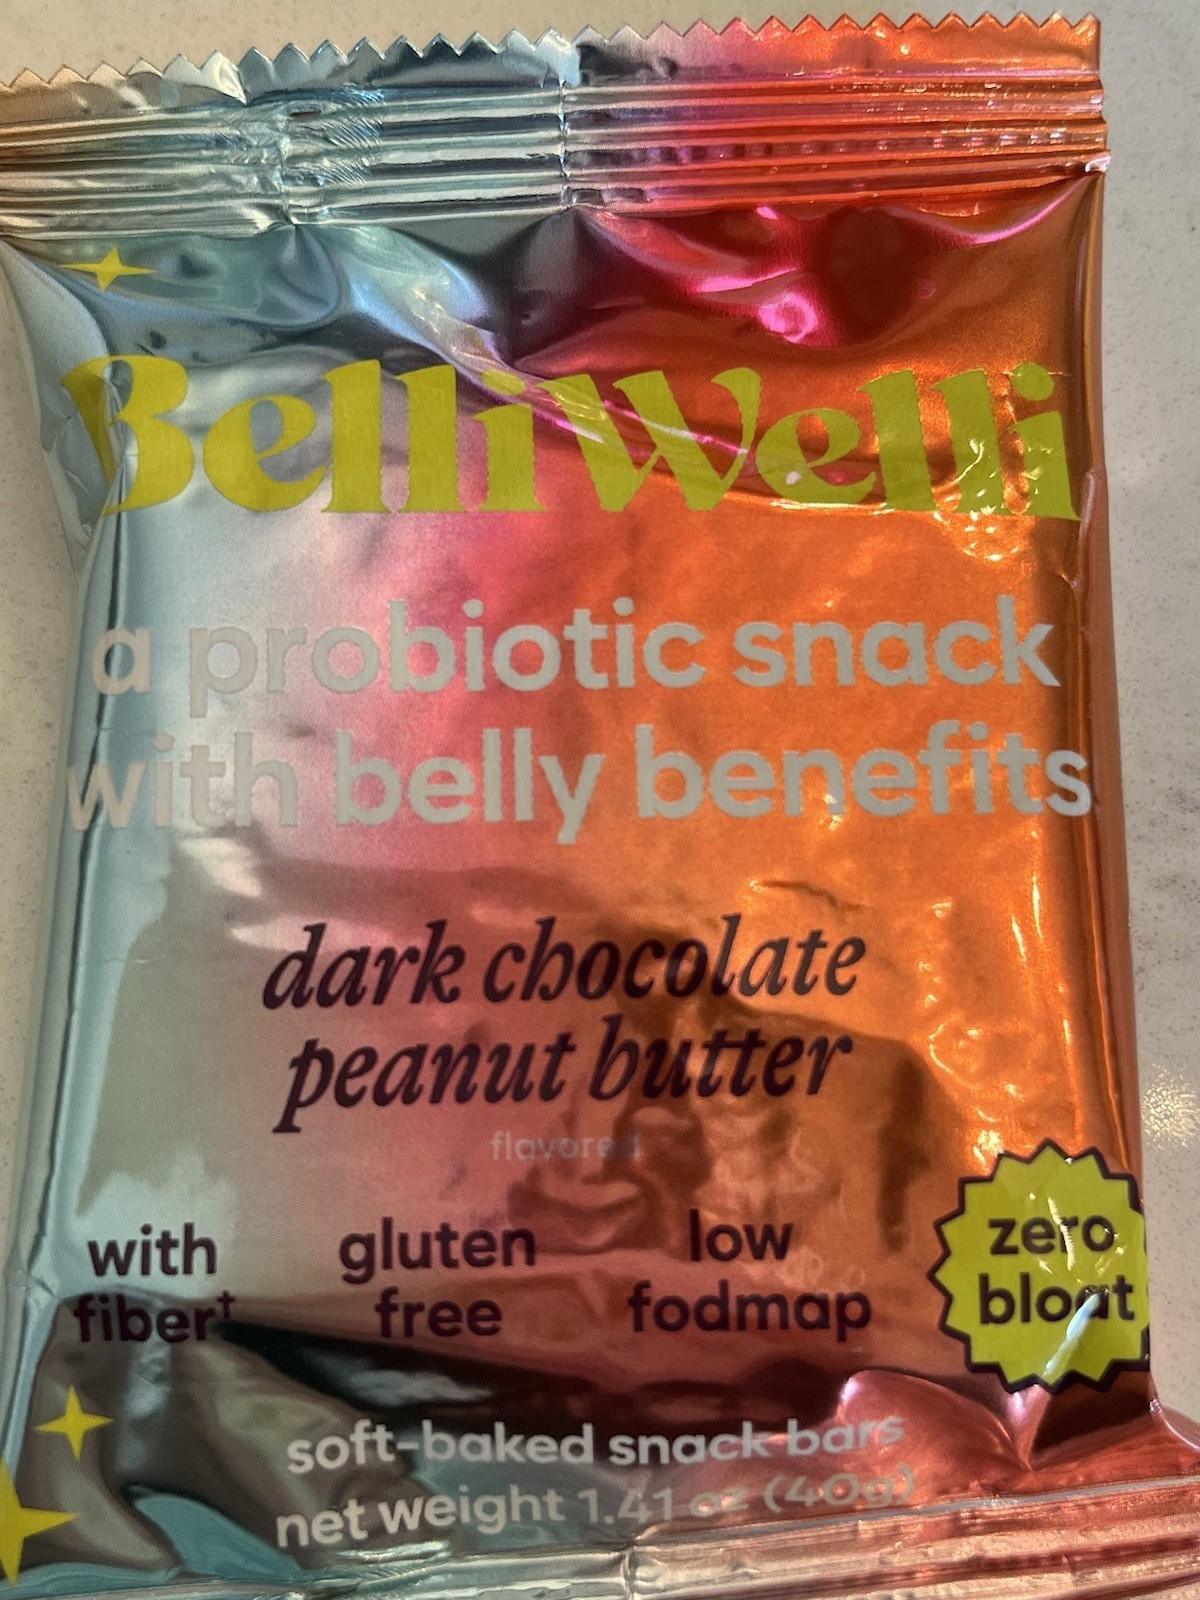 BelliWelli
a probiotic snack
with belly benefits
dark chocolate
peanut butter
flavored
with
fiber†
gluten
free
low
fodmap
zero
bloat
soft-baked snack bars
net weight 1.41 oz (40g)